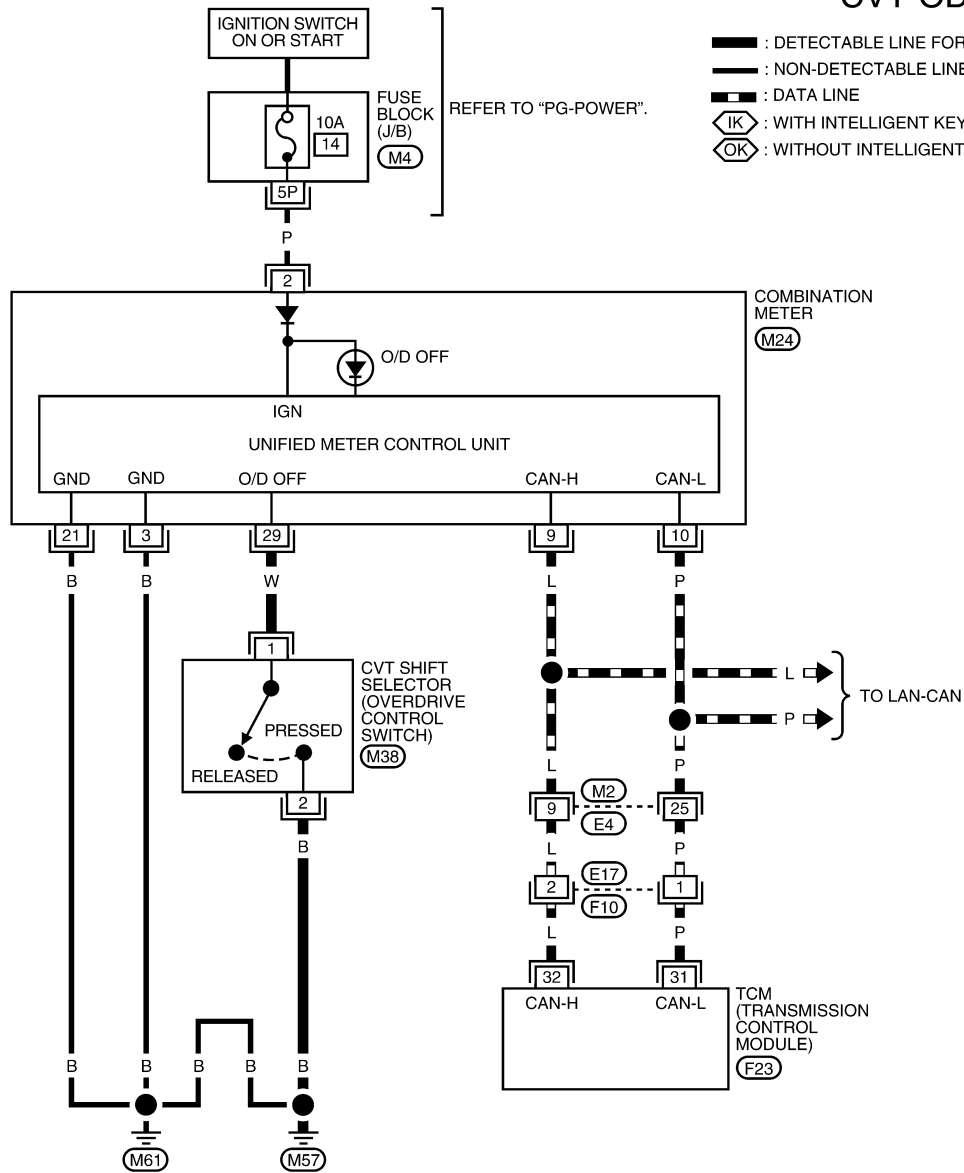 IGNITION SWITCH
ON OR START
FUSE
BLOCK
(J/B)
M4
10A
14
5P
REFER TO “PG-POWER”.
: DETECTABLE LINE FOR
: NON-DETECTABLE LINE
: DATA LINE
IK : WITH INTELLIGENT KEY
OK : WITHOUT INTELLIGENT
P
2
COMBINATION
METER
M24
O/D OFF
IGN
UNIFIED METER CONTROL UNIT
GND GND O/D OFF CAN-H CAN-L
21 3 29 9 10
B B W L P
1
CVT SHIFT
SELECTOR
(OVERDRIVE
CONTROL
SWITCH)
M38
PRESSED
RELEASED
2
B
L
P
TO LAN-CAN
L P
9 M2 25
E4
L P
2 E17 1
F10
L P
32 31
CAN-H CAN-L
TCM
(TRANSMISSION
CONTROL
MODULE)
F23
B B B B B
M61 M57